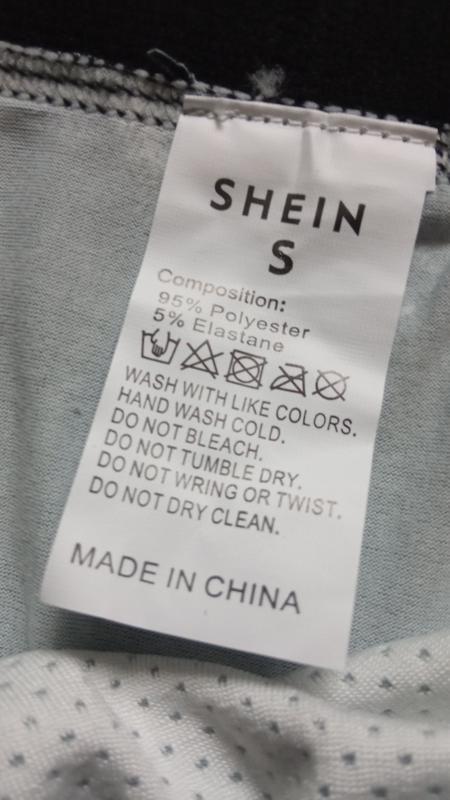 SHEIN
S
Composition:
95% Polyester
5% Elastane
WASH WITH LIKE COLORS.
HAND WASH COLD.
DO NOT BLEACH.
DO NOT TUMBLE DRY.
DO NOT WRING OR TWIST.
DO NOT DRY CLEAN.
MADE IN CHINA